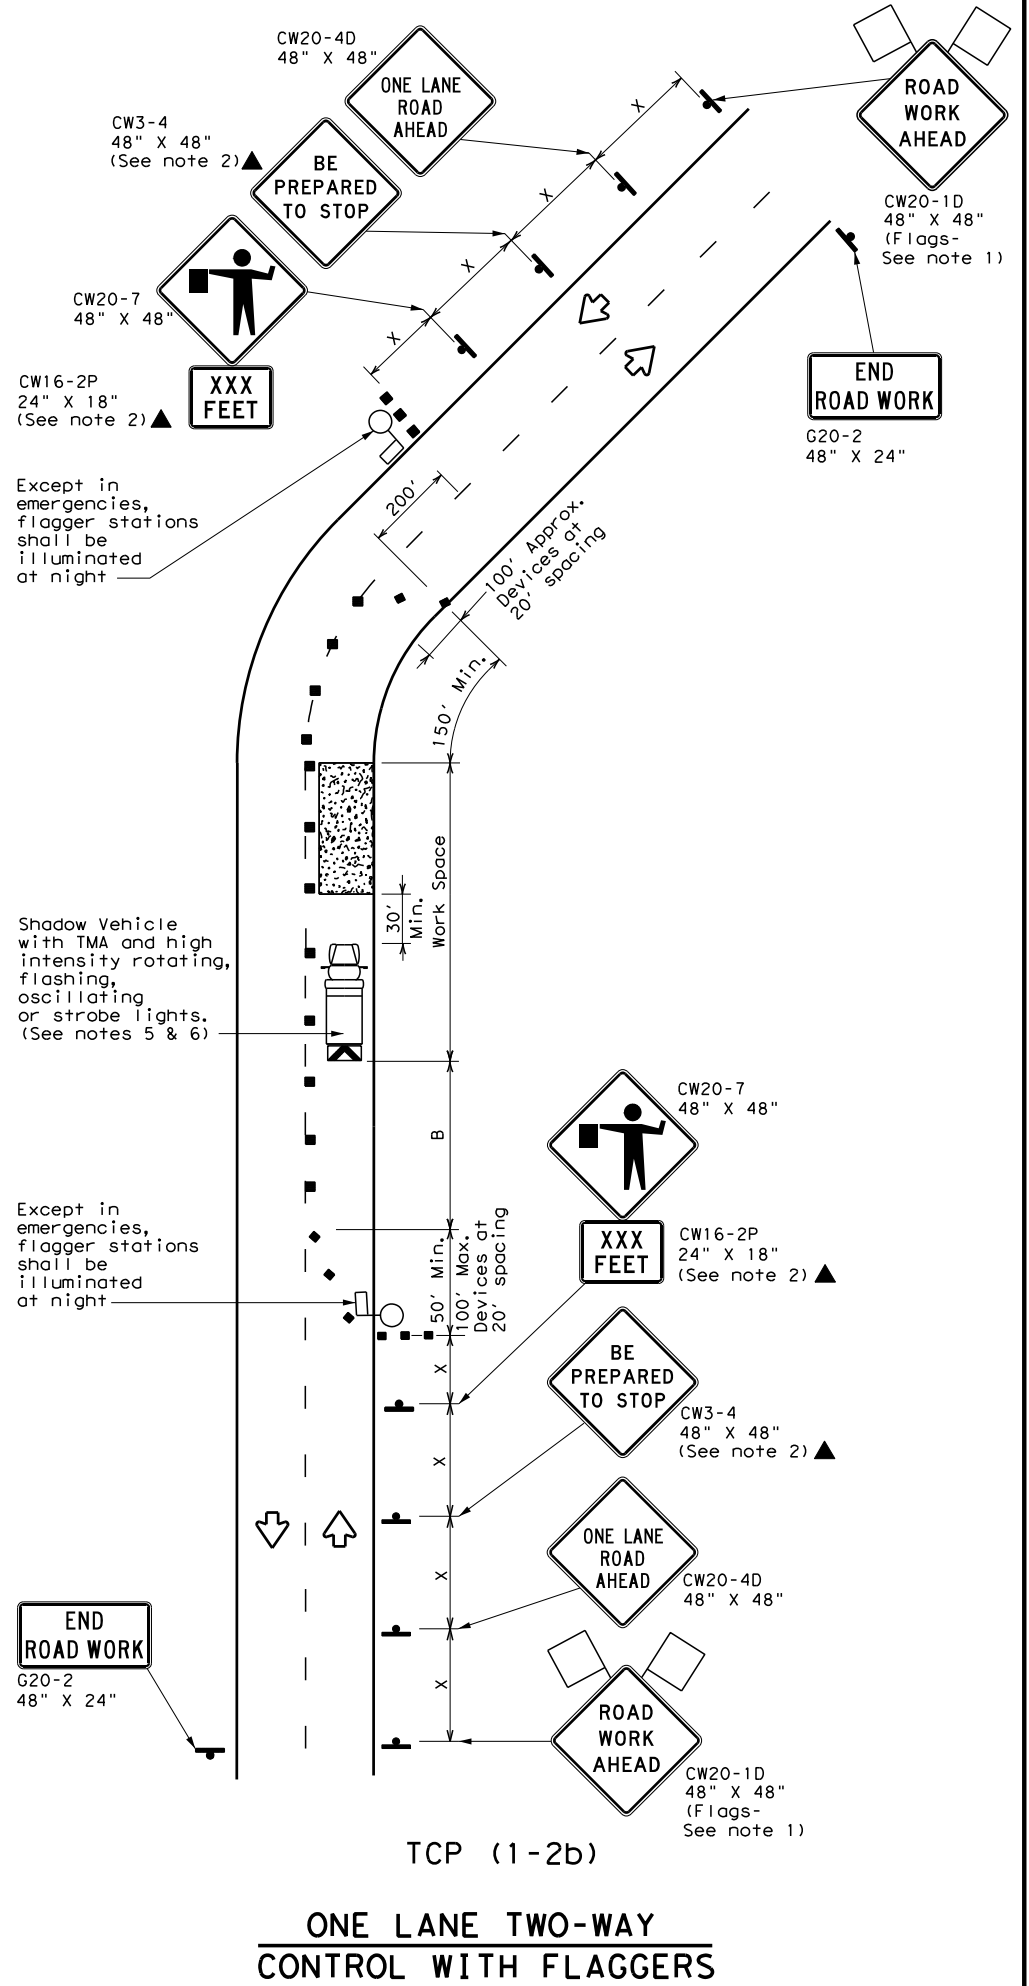 CW20-4D
48" X 48"
ONE LANE
ROAD
AHEAD
ROAD
WORK
AHEAD
CW3-4
48" X 48"
(See note 2)
BE
PREPARED
TO STOP
CW20-1D
48" X 48"
(Flags-
See note 1)
CW20-7
48" X 48"
X
X
X
X
CW16-2P
24" X 18"
(See note 2)
XXX
FEET
END
ROAD WORK
G20-2
48" X 24"
Except in
emergencies,
flagger stations
shall be
illuminated
at night
200'
100' Approx.
Devices at
20' spacing
150' Min.
Work Space
30'
Min.
Shadow Vehicle
with TMA and high
intensity rotating,
flashing,
oscillating
or strobe lights.
(See notes 5 & 6)
B
CW20-7
48" X 48"
XXX
FEET
CW16-2P
24" X 18"
(See note 2)
Except in
emergencies,
flagger stations
shall be
illuminated
at night
50' Min.
100' Max.
Devices at
20' spacing
X
BE
PREPARED
TO STOP
CW3-4
48" X 48"
(See note 2)
X
ONE LANE
ROAD
AHEAD
CW20-4D
48" X 48"
X
END
ROAD WORK
G20-2
48" X 24"
X
ROAD
WORK
AHEAD
CW20-1D
48" X 48"
(Flags-
See note 1)
TCP (1-2b)
ONE LANE TWO-WAY
CONTROL WITH FLAGGERS